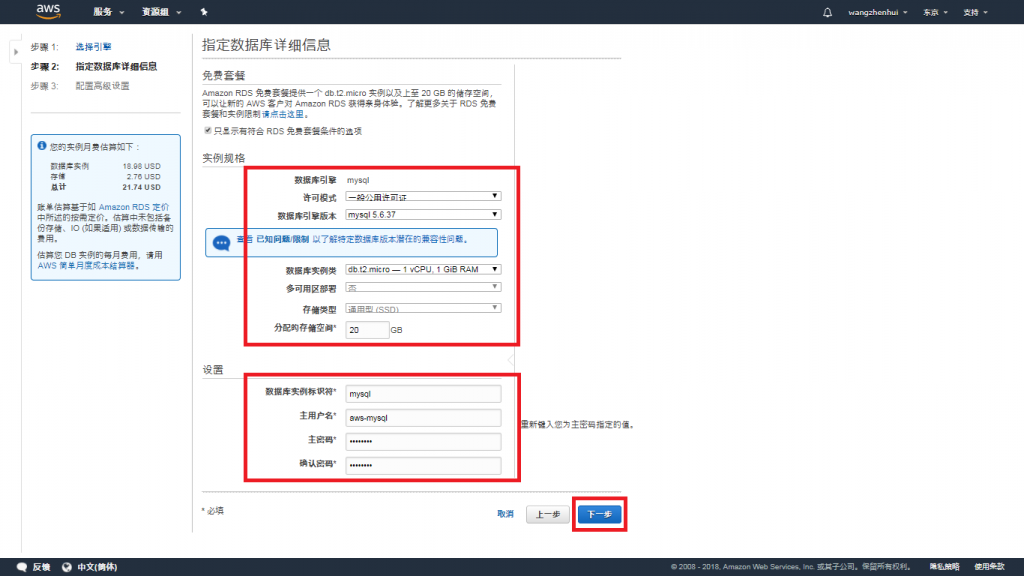 aws 服务 资源组 wangzhenhui 东京 支持
步骤 1: 选择引擎
步骤 2: 指定数据库详细信息
步骤 3: 配置高级设置
您的实例月费估算如下：
数据库实例 18.98 USD
存储 2.76 USD
总计 21.74 USD
账单估算基于如 Amazon RDS 定价
中所述的按需定价。估算中未包括备
份存储、IO (如果适用) 或数据传输的
费用。
估算您 DB 实例的每月费用，请用
AWS 简单月度成本结算器。
指定数据库详细信息
免费套餐
Amazon RDS 免费套餐提供一个 db.t2.micro 实例以及上至 20 GB 的储存空间，
可以让新的 AWS 客户对 Amazon RDS 获得亲身体验。了解更多关于 RDS 免费
套餐和实例限制请点击这里。
只显示有符合 RDS 免费套餐条件的选项
实例规格
数据库引擎 mysql
许可模式 一般公用许可证
数据库引擎版本 mysql 5.6.37
查看 已知问题/限制 以了解特定数据库版本潜在的兼容性问题。
数据库实例类 db.t2.micro — 1 vCPU, 1 GiB RAM
多可用区部署 否
存储类型 通用型 (SSD)
分配的存储空间* 20 GB
设置
数据库实例标识符* mysql
主用户名* aws-mysql
主密码* ••••••••
确认密码* ••••••••
重新键入您为主密码指定的值。
* 必填 取消 上一步 下一步
反馈 中文(简体) © 2008 - 2018, Amazon Web Services, Inc. 或其子公司。保留所有权利。 隐私策略 使用条款